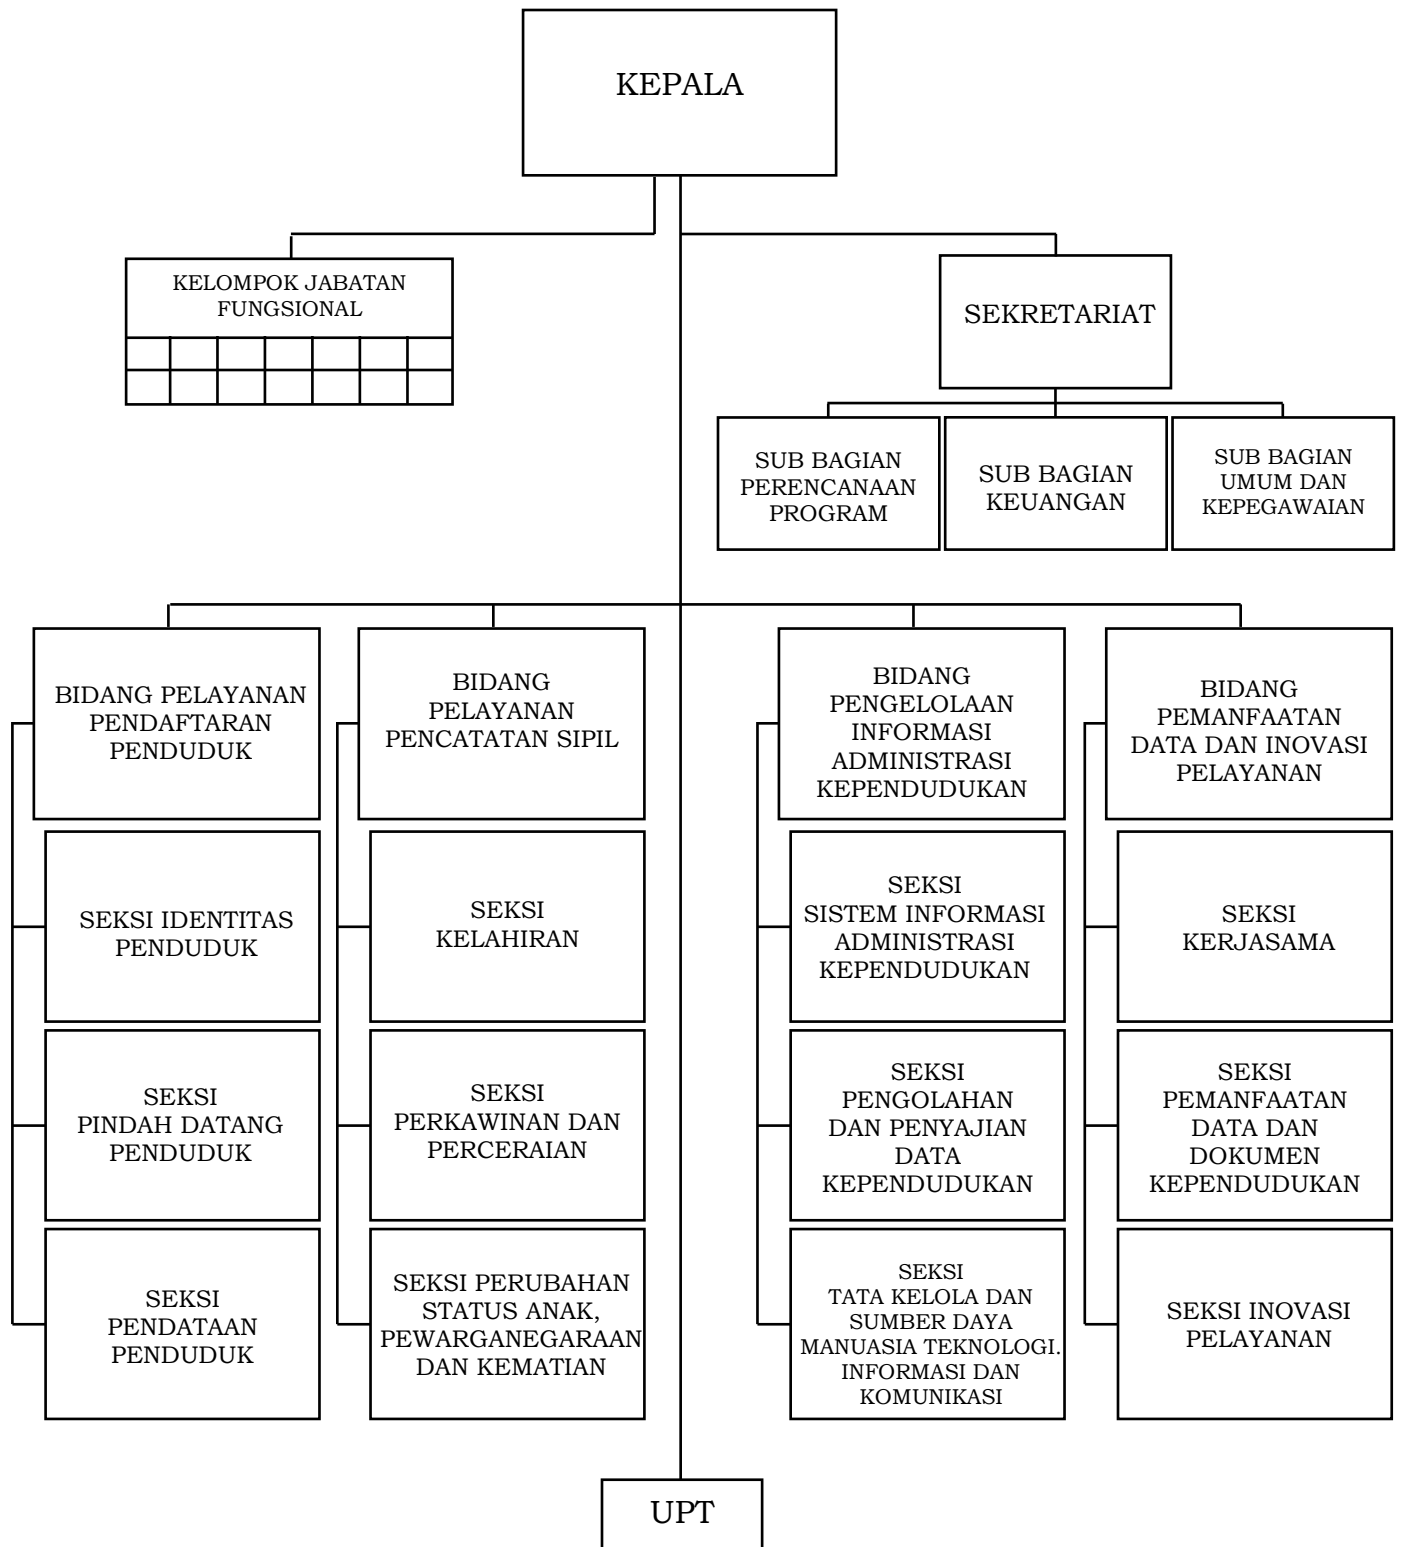 KEPALA
KELOMPOK JABATAN
FUNGSIONAL
SEKRETARIAT
SUB BAGIAN
PERENCANAAN
PROGRAM
SUB BAGIAN
KEUANGAN
SUB BAGIAN
UMUM DAN
KEPEGAWAIAN
BIDANG PELAYANAN
PENDAFTARAN
PENDUDUK
BIDANG
PELAYANAN
PENCATATAN SIPIL
BIDANG
PENGELOLAAN
INFORMASI
ADMINISTRASI
KEPENDUDUKAN
BIDANG
PEMANFAATAN
DATA DAN INOVASI
PELAYANAN
SEKSI IDENTITAS
PENDUDUK
SEKSI
KELAHIRAN
SEKSI
SISTEM INFORMASI
ADMINISTRASI
KEPENDUDUKAN
SEKSI
KERJASAMA
SEKSI
PINDAH DATANG
PENDUDUK
SEKSI
PERKAWINAN DAN
PERCERAIAN
SEKSI
PENGOLAHAN
DAN PENYAJIAN
DATA
KEPENDUDUKAN
SEKSI
PEMANFAATAN
DATA DAN
DOKUMEN
KEPENDUDUKAN
SEKSI
PENDATAAN
PENDUDUK
SEKSI PERUBAHAN
STATUS ANAK,
PEWARGANEGARAAN
DAN KEMATIAN
SEKSI
TATA KELOLA DAN
SUMBER DAYA
MANUASIA TEKNOLOGI.
INFORMASI DAN
KOMUNIKASI
SEKSI INOVASI
PELAYANAN
UPT